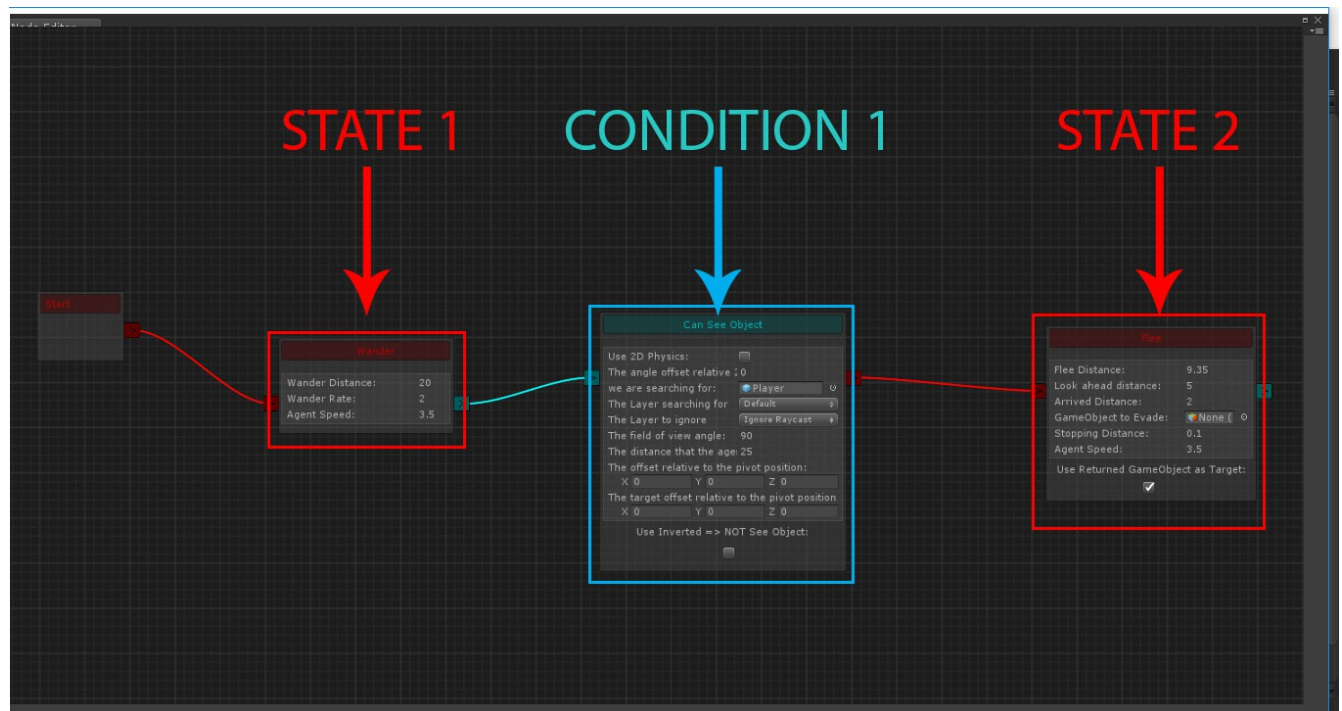 Node Editor
STATE 1
CONDITION 1
STATE 2
Start
Wander
Wander Distance: 20
Wander Rate: 2
Agent Speed: 3.5
Can See Object
Use 2D Physics:
The angle offset relative 0
we are searching for: Player
The Layer searching for Default
The Layer to ignore Ignore Raycast
The field of view angle: 90
The distance that the age 25
The offset relative to the pivot position:
X 0 Y 0 Z 0
The target offset relative to the pivot position
X 0 Y 0 Z 0
Use Inverted => NOT See Object:
Flee
Flee Distance: 9.35
Look ahead distance: 5
Arrived Distance: 2
GameObject to Evade: None (
Stopping Distance: 0.1
Agent Speed: 3.5
Use Returned GameObject as Target: